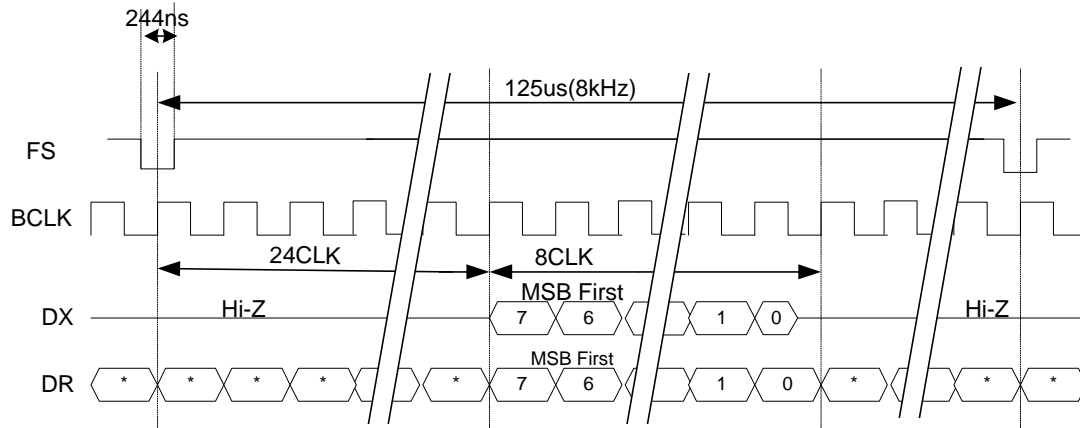 244ns
125us(8kHz)
FS
BCLK
24CLK 8CLK
MSB First
DX Hi-Z 7 6 1 0 Hi-Z
MSB First
DR * * * * * 7 6 1 0 * * *